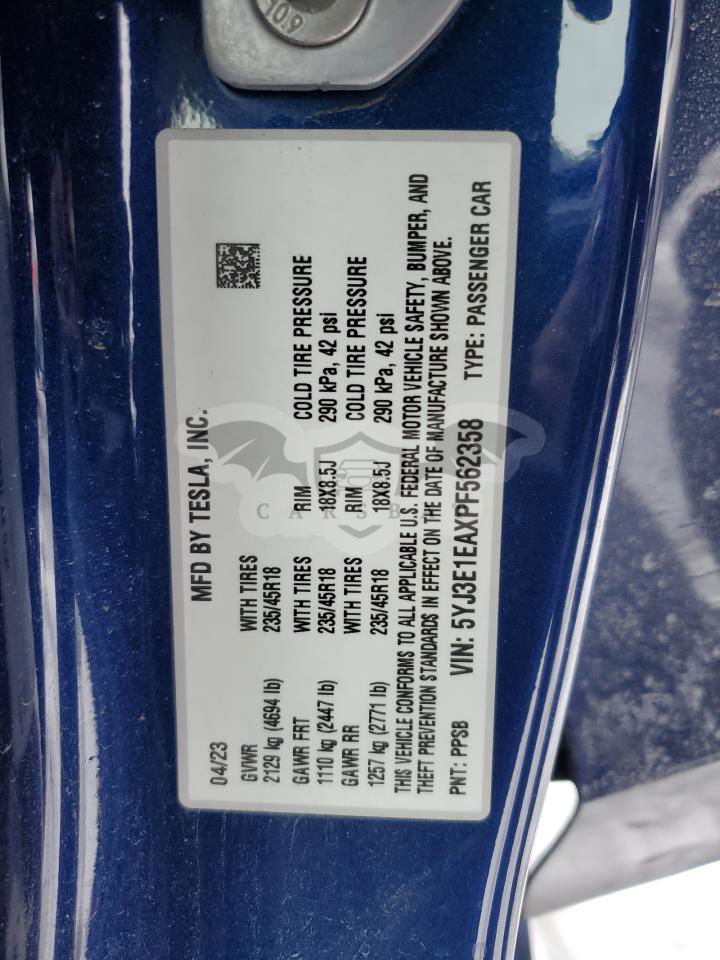 MFD BY TESLA, INC.
04/23
GVWR WITH TIRES
2129 kg (4694 lb) 235/45R18
GAWR FRT WITH TIRES RIM COLD TIRE PRESSURE
1110 kg (2447 lb) 235/45R18 18X8.5J 290 kPa, 42 psi
GAWR RR WITH TIRES RIM COLD TIRE PRESSURE
1257 kg (2771 lb) 235/45R18 18X8.5J 290 kPa, 42 psi
THIS VEHICLE CONFORMS TO ALL APPLICABLE U.S. FEDERAL MOTOR VEHICLE SAFETY, BUMPER, AND
THEFT PREVENTION STANDARDS IN EFFECT ON THE DATE OF MANUFACTURE SHOWN ABOVE.
PNT: PPSB VIN: 5YJ3E1EAXPF562358 TYPE: PASSENGER CAR